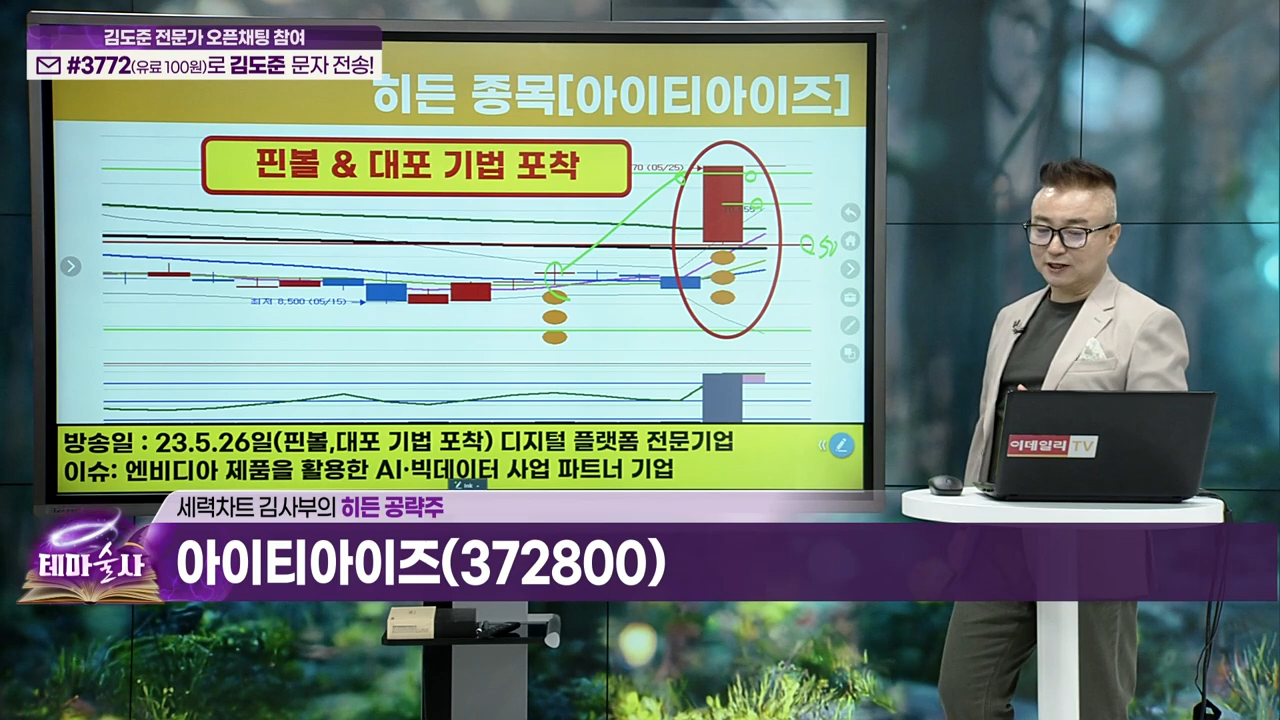 김도준 전문가 오픈채팅 참여
#3772(유료 100원)로 김도준 문자 전송!
히든 종목[아이티아이즈]
핀볼 & 대포 기법 포착
70 (05/25)
최저 8,500 (05/15)
방송일 : 23.5.26일(핀볼,대포 기법 포착) 디지털 플랫폼 전문기업
이슈: 엔비디아 제품을 활용한 AI·빅데이터 사업 파트너 기업
이데일리 TV
세력차트 김사부의 히든 공략주
테마술사
아이티아이즈(372800)